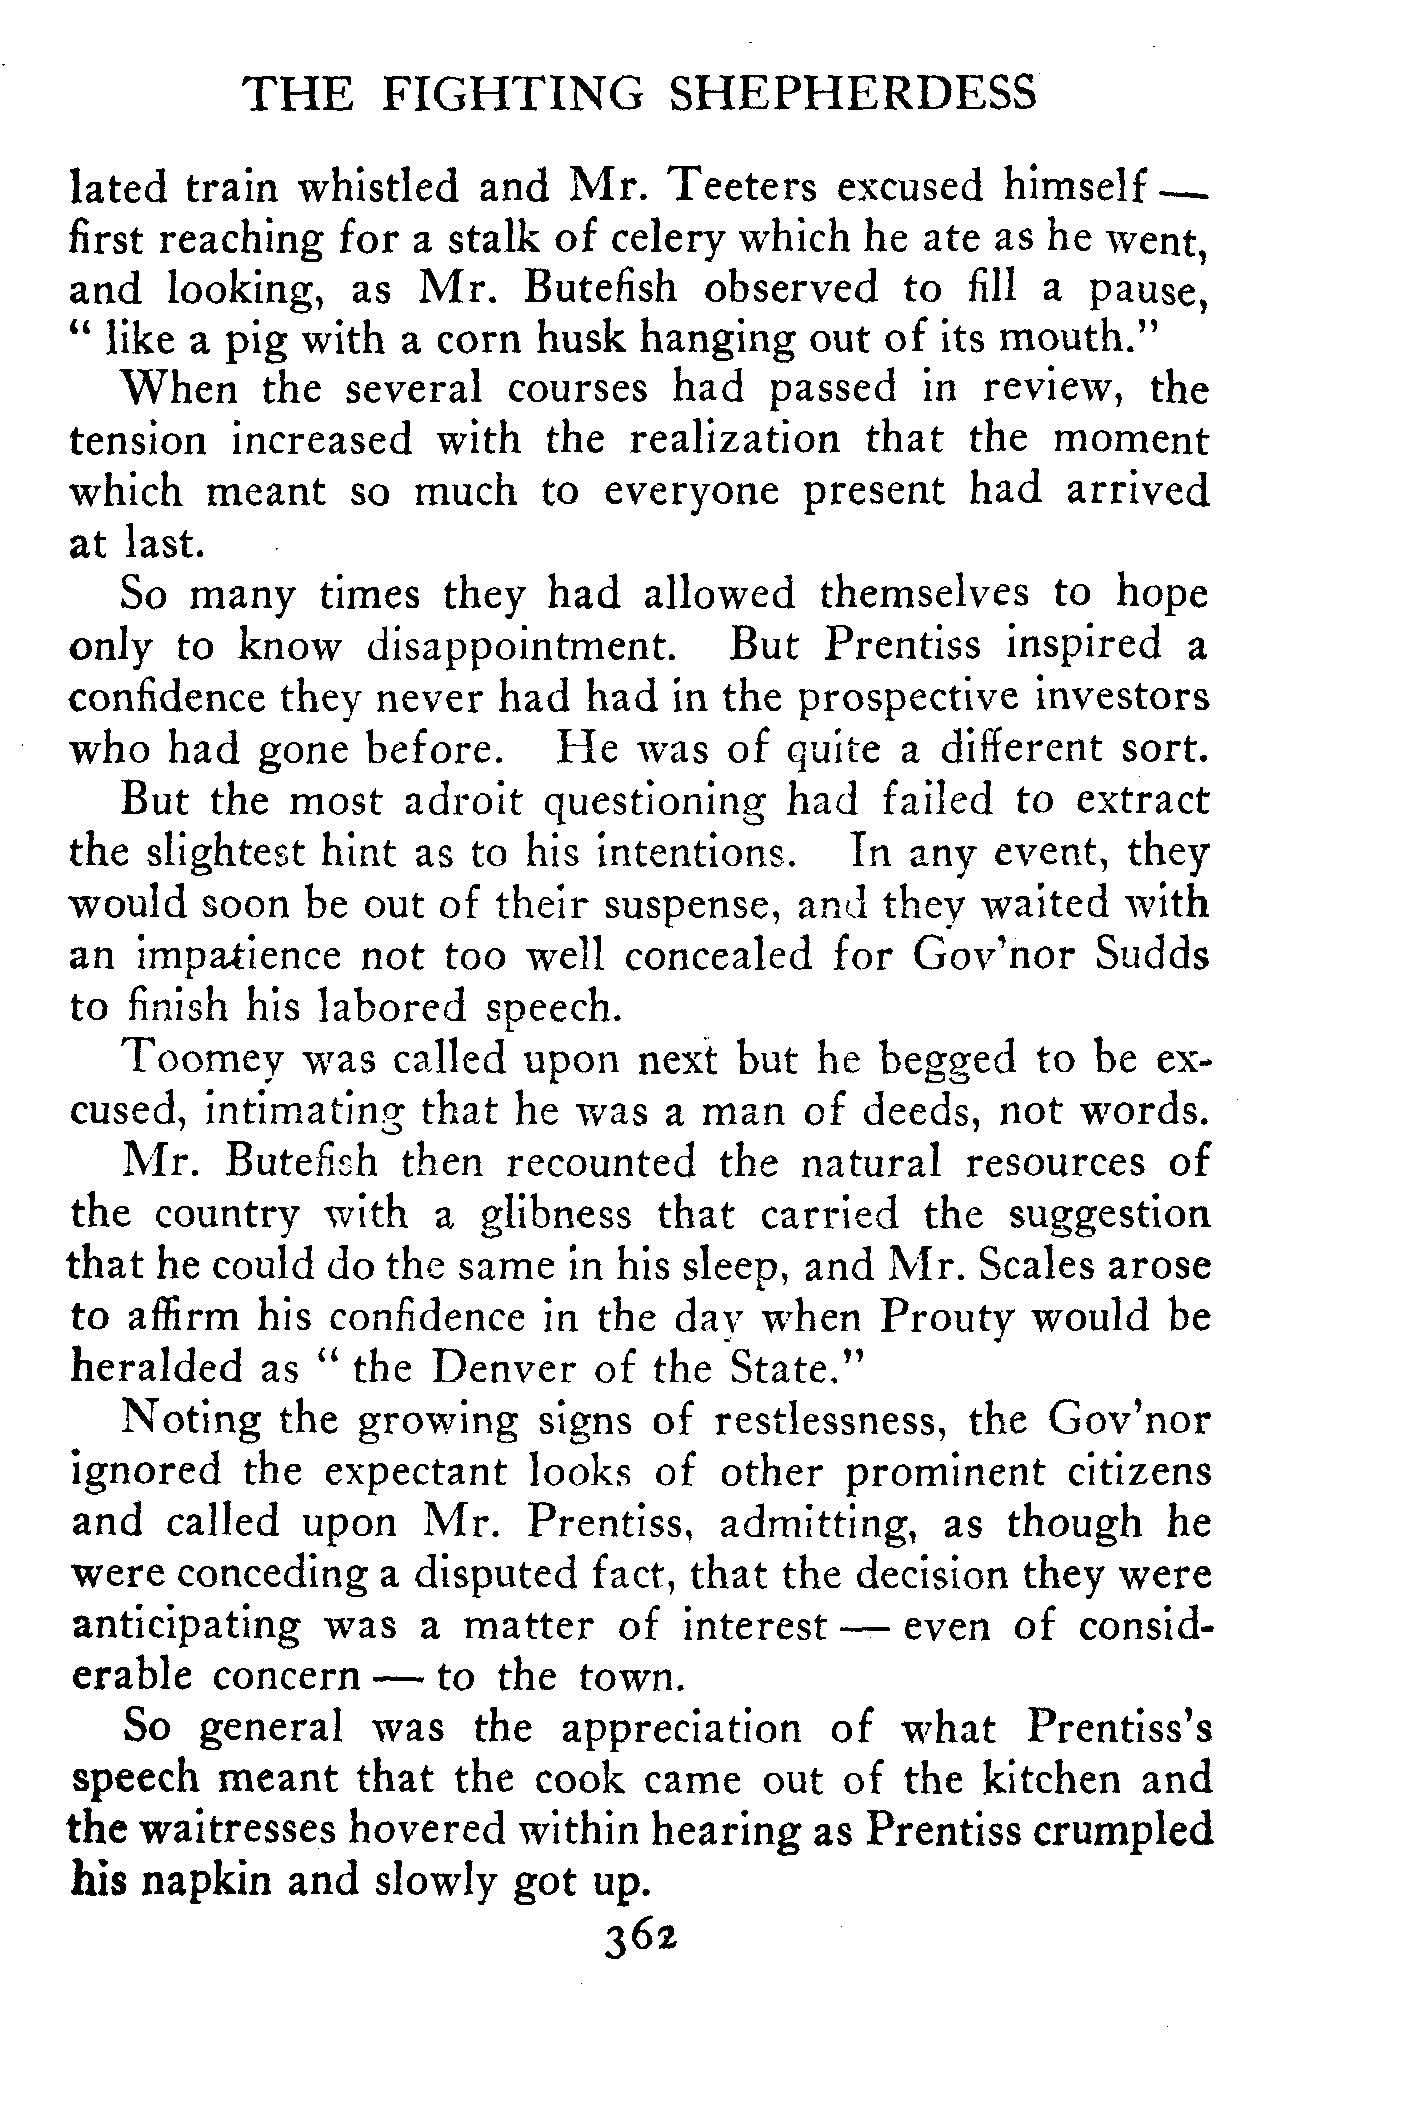 THE FIGHTING SHEPHERDESS
lated train whistled and Mr. Teeters excused himself —
first reaching for a stalk of celery which he ate as he went,
and looking, as Mr. Butefish observed to fill a pause,
“ like a pig with a corn husk hanging out of its mouth.”
When the several courses had passed in review, the
tension increased with the realization that the moment
which meant so much to everyone present had arrived
at last.
So many times they had allowed themselves to hope
only to know disappointment. But Prentiss inspired a
confidence they never had had in the prospective investors
who had gone before. He was of quite a different sort.
But the most adroit questioning had failed to extract
the slightest hint as to his intentions. In any event, they
would soon be out of their suspense, and they waited with
an impatience not too well concealed for Gov’nor Sudds
to finish his labored speech.
Toomey was called upon next but he begged to be ex-
cused, intimating that he was a man of deeds, not words.
Mr. Butefish then recounted the natural resources of
the country with a glibness that carried the suggestion
that he could do the same in his sleep, and Mr. Scales arose
to affirm his confidence in the day when Prouty would be
heralded as “ the Denver of the State.”
Noting the growing signs of restlessness, the Gov’nor
ignored the expectant looks of other prominent citizens
and called upon Mr. Prentiss, admitting, as though he
were conceding a disputed fact, that the decision they were
anticipating was a matter of interest — even of consid-
erable concern — to the town.
So general was the appreciation of what Prentiss’s
speech meant that the cook came out of the kitchen and
the waitresses hovered within hearing as Prentiss crumpled
his napkin and slowly got up.
362